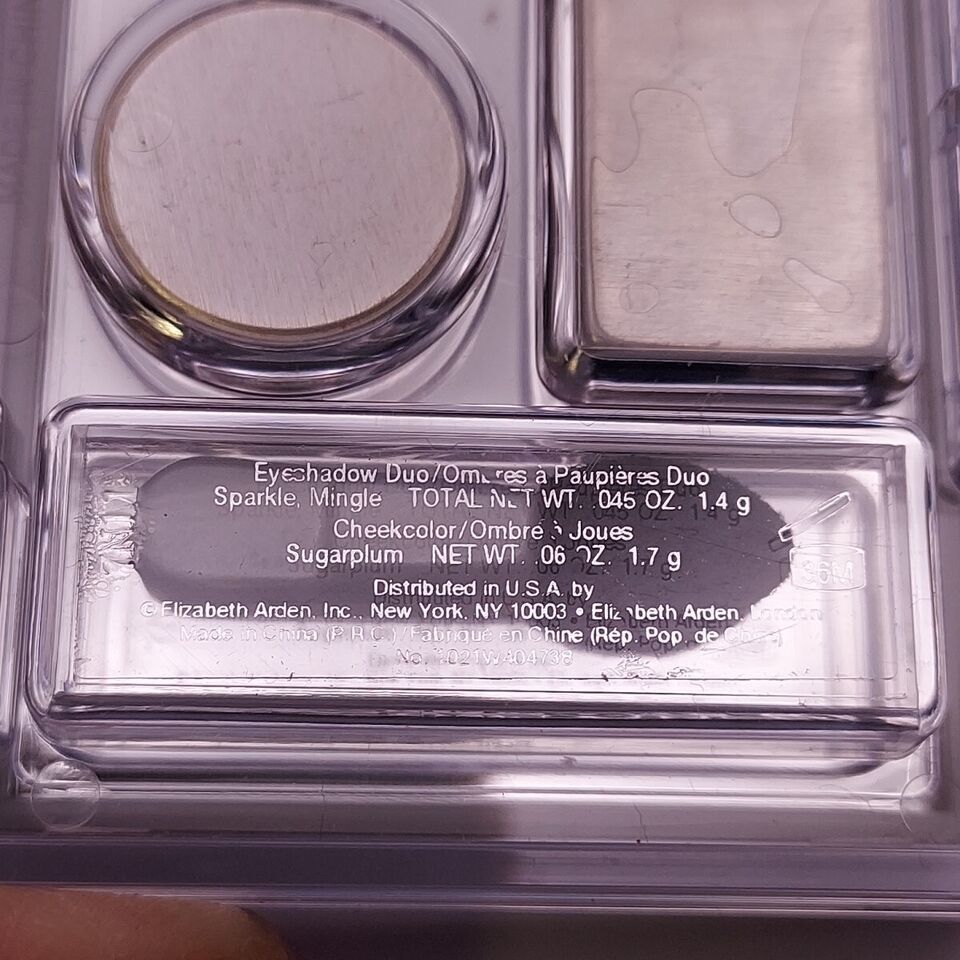 Eyeshadow Duo/Ombres à Paupières Duo
Sparkle, Mingle TOTAL NET WT. .045 OZ. 1.4 g
Cheekcolor/Ombre à Joues
Sugarplum NET WT. .06 OZ. 1.7 g
Distributed in U.S.A. by
© Elizabeth Arden, Inc., New York, NY 10003 • Elizabeth Arden, London
Made in China (P.R.C.)/Fabriqué en Chine (Rép. Pop. de Chine)
No. 1021W404738
36M